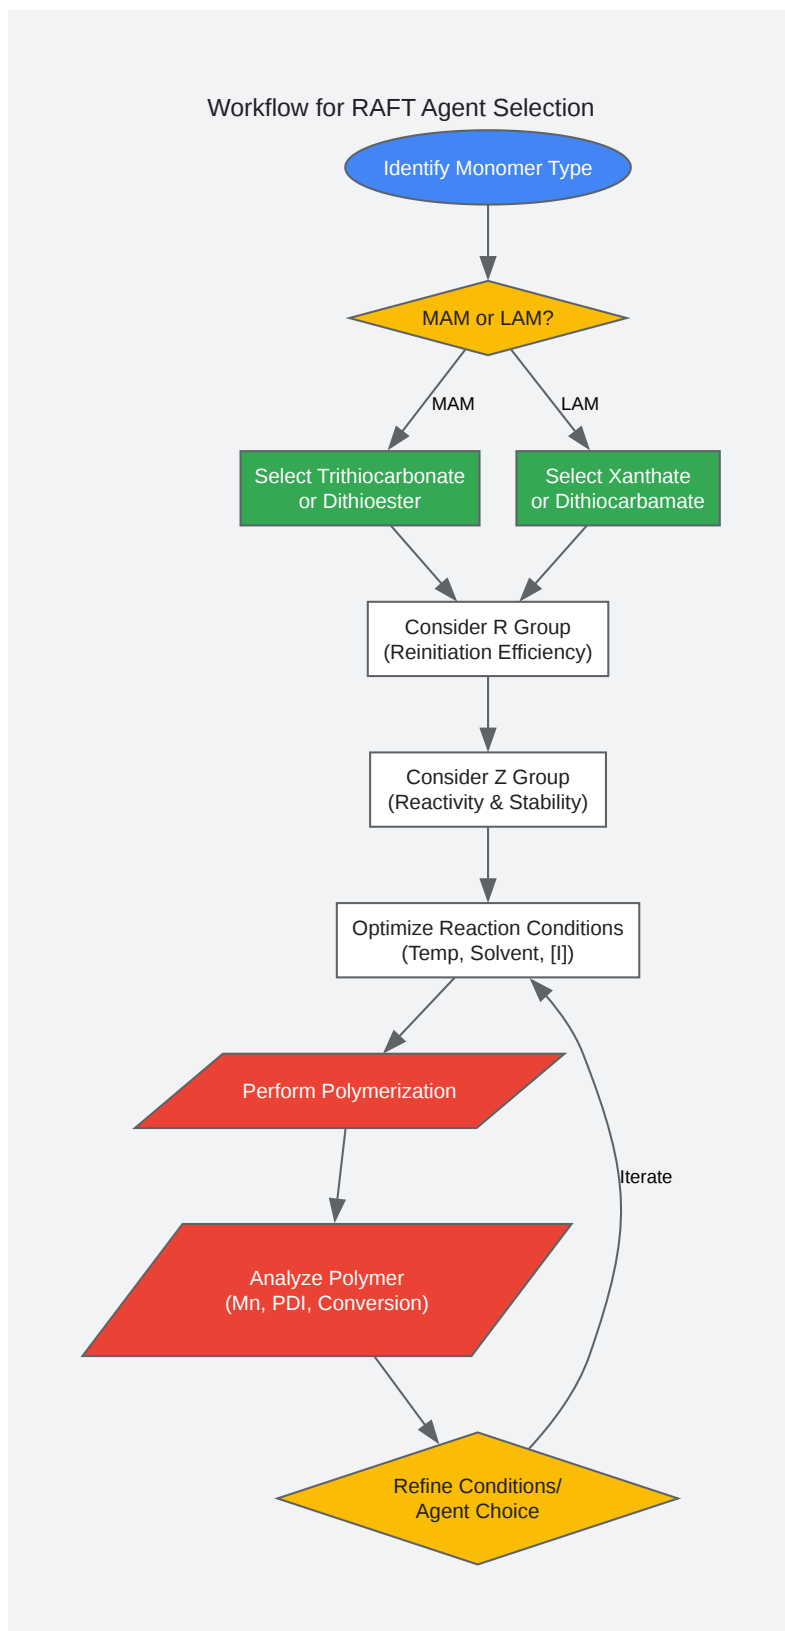 Workflow for RAFT Agent Selection
Identify Monomer Type
MAM or LAM?
MAM
LAM
Select Trithiocarbonate
or Dithioester
Select Xanthate
or Dithiocarbamate
Consider R Group
(Reinitiation Efficiency)
Consider Z Group
(Reactivity & Stability)
Optimize Reaction Conditions
(Temp, Solvent, [I])
Perform Polymerization
Iterate
Analyze Polymer
(Mn, PDI, Conversion)
Refine Conditions/
Agent Choice